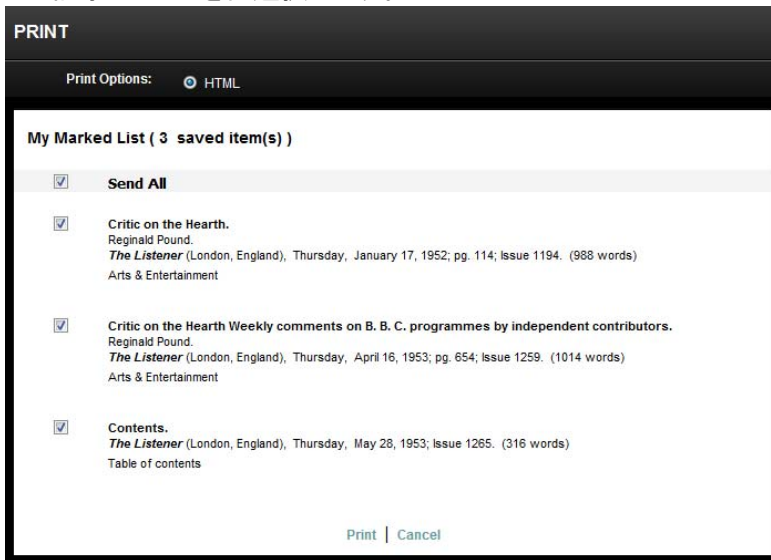 PRINT
Print Options: HTML
My Marked List ( 3 saved item(s) )
Send All
Critic on the Hearth.
Reginald Pound.
The Listener (London, England), Thursday, January 17, 1952; pg. 114; Issue 1194. (988 words)
Arts & Entertainment
Critic on the Hearth Weekly comments on B. B. C. programmes by independent contributors.
Reginald Pound.
The Listener (London, England), Thursday, April 16, 1953; pg. 654; Issue 1259. (1014 words)
Arts & Entertainment
Contents.
The Listener (London, England), Thursday, May 28, 1953; Issue 1265. (316 words)
Table of contents
Print | Cancel